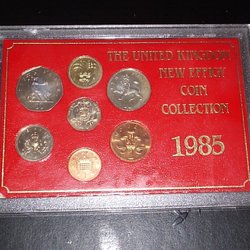 THE UNITED KINGDOM
NEW EFFIGY
COIN
COLLECTION
1985